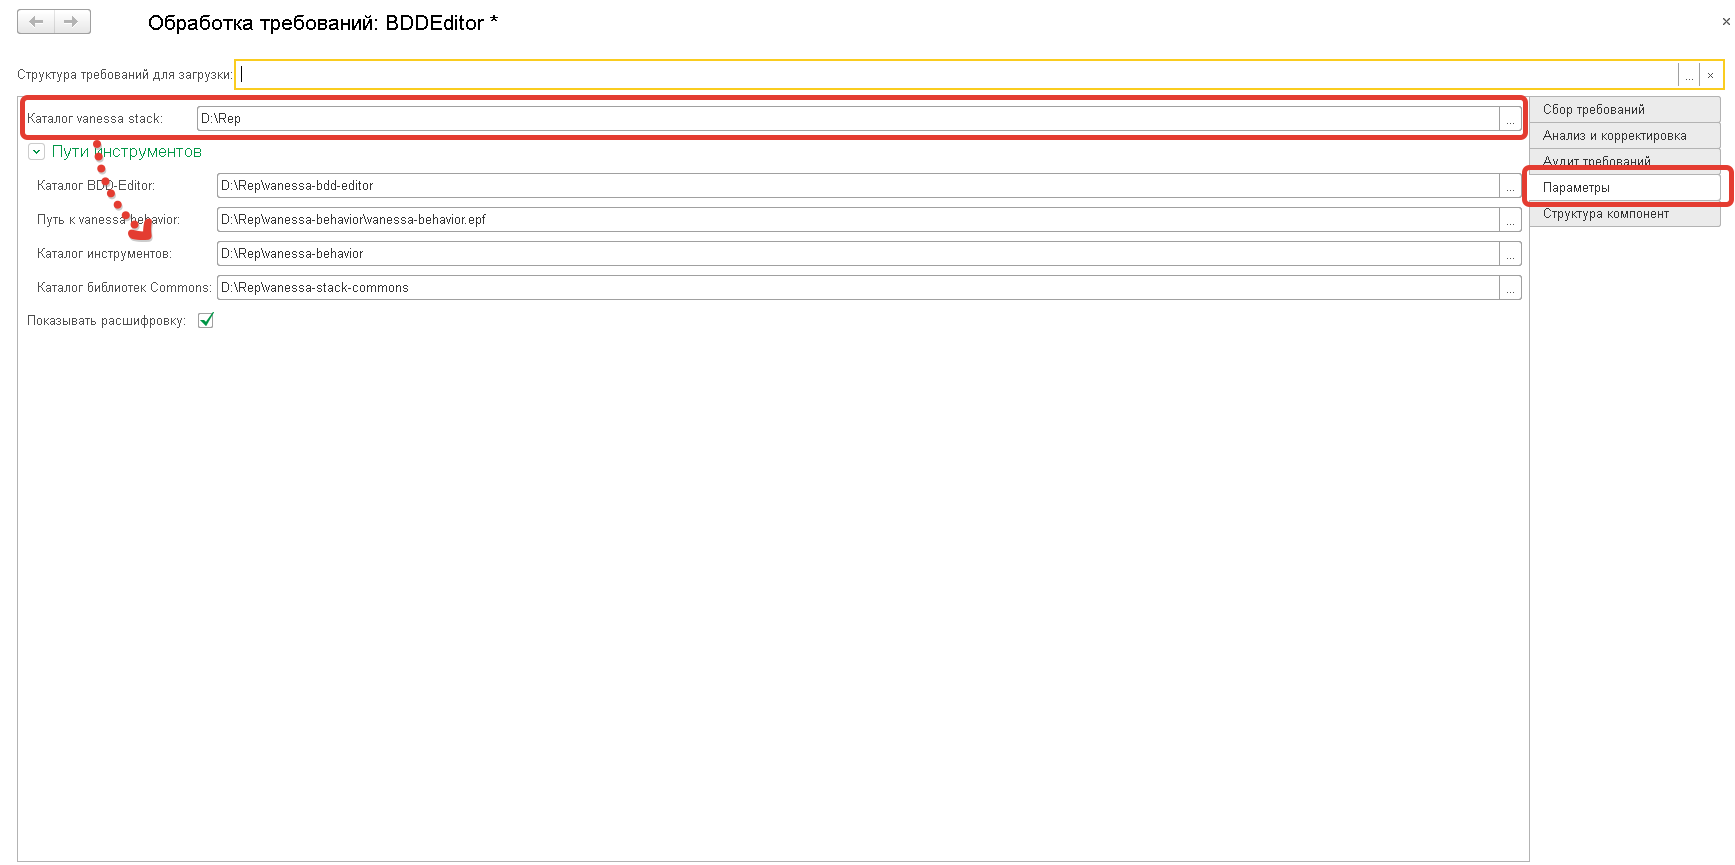 Обработка требований: BDDEditor *
Структура требований для загрузки:
Каталог vanessa stack: D:\Rep
Пути инструментов
Каталог BDD-Editor: D:\Rep\vanessa-bdd-editor
Путь к vanessa behavior: D:\Rep\vanessa-behavior\vanessa-behavior.epf
Каталог инструментов: D:\Rep\vanessa-behavior
Каталог библиотек Commons: D:\Rep\vanessa-stack-commons
Показывать расшифровку:
Сбор требований
Анализ и корректировка
Аудит требований
Параметры
Структура компонент